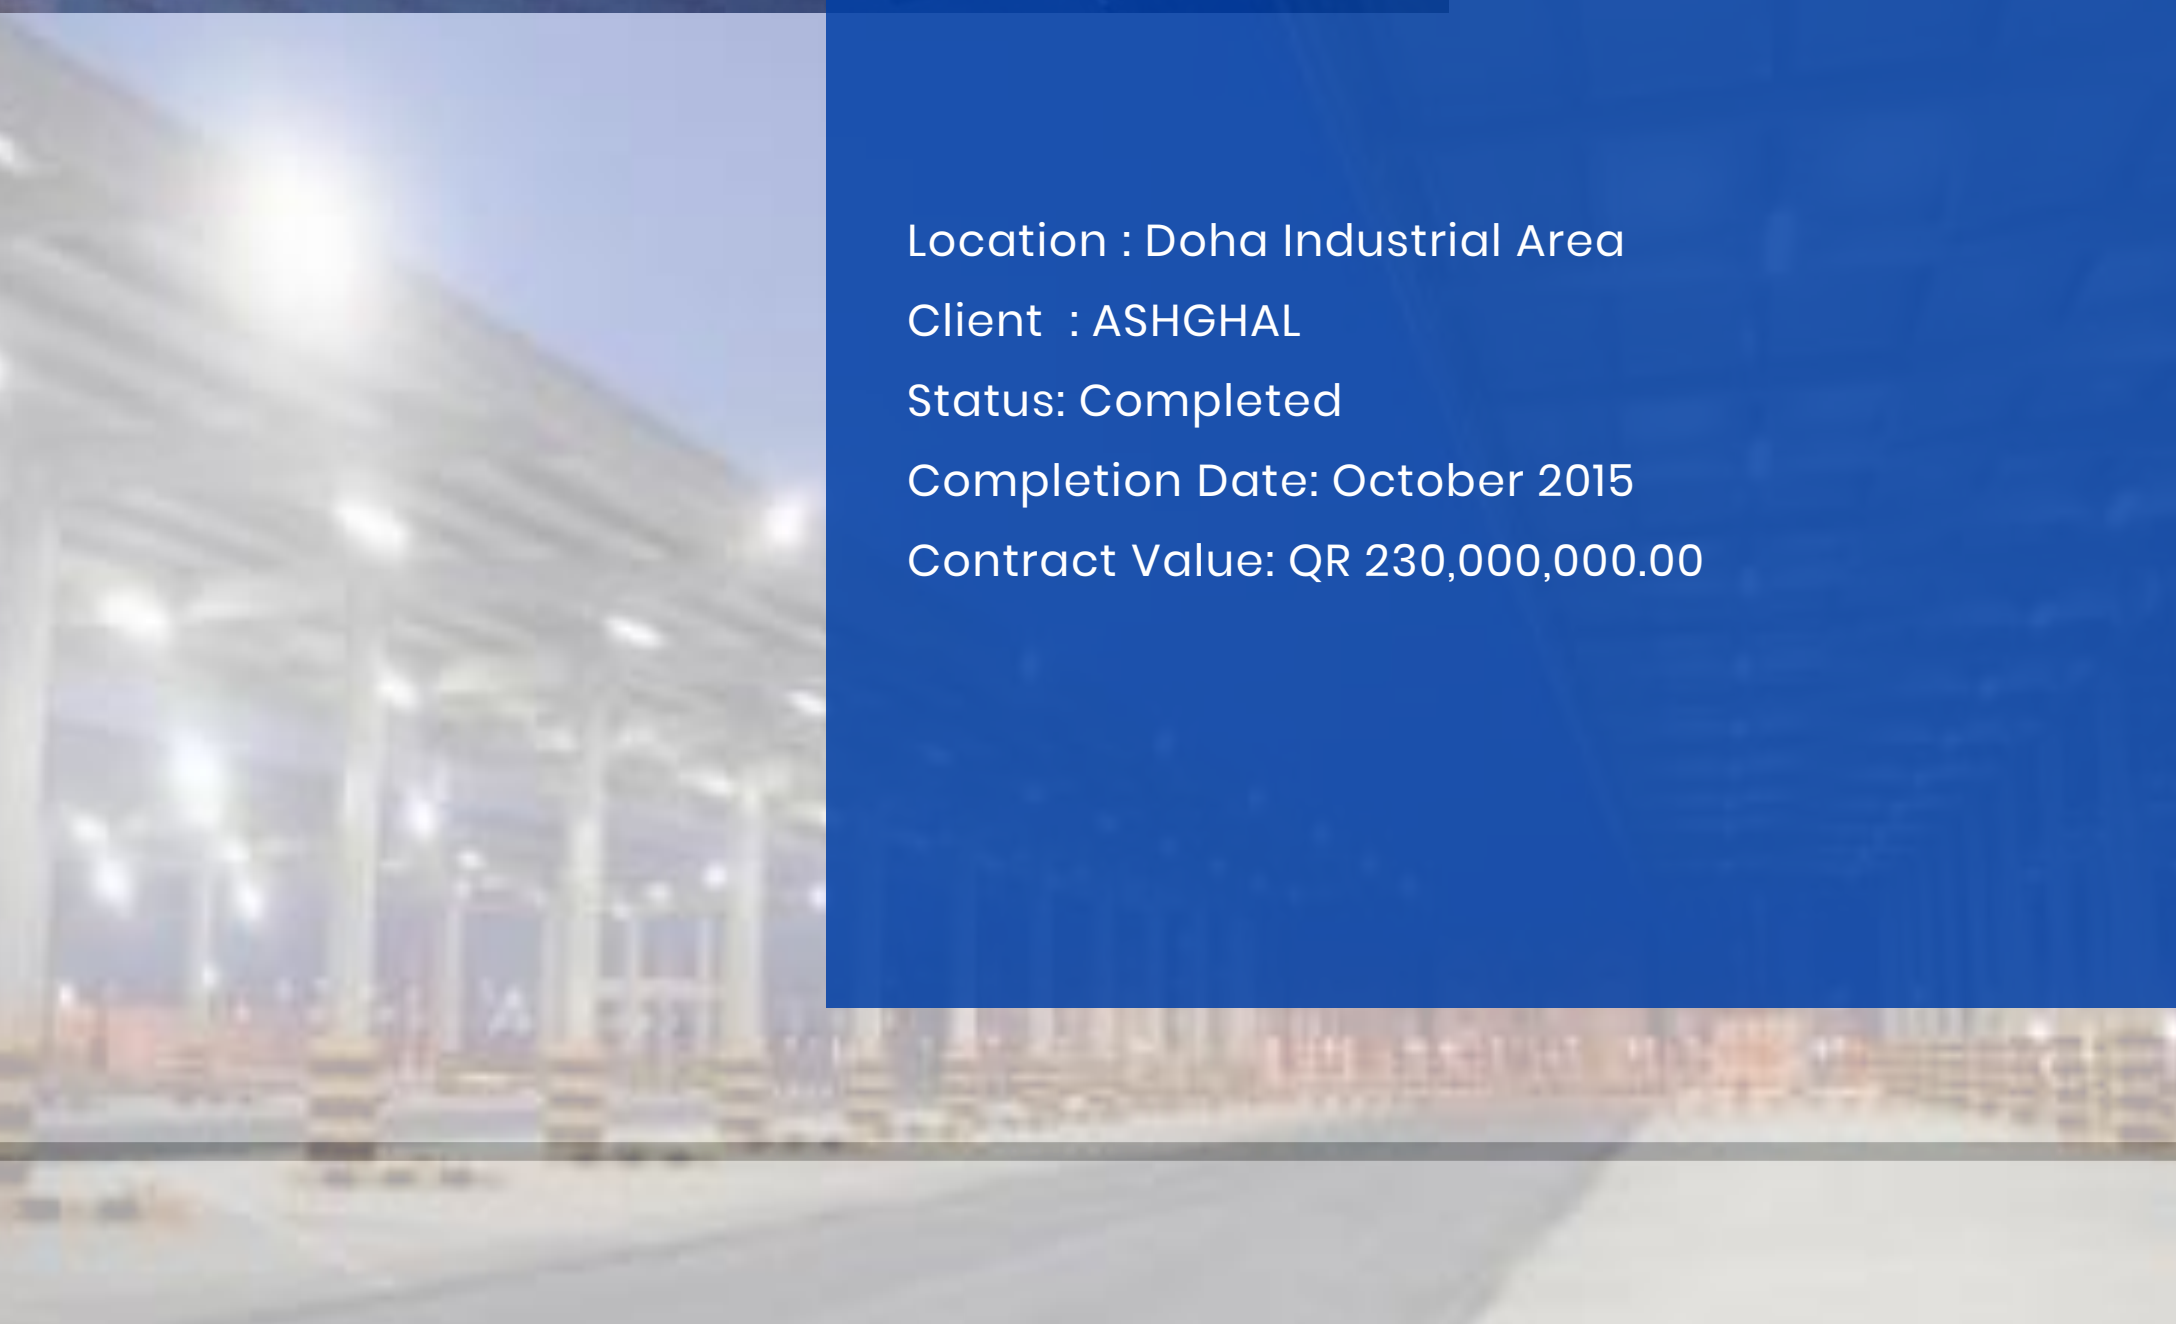 Location : Doha Industrial Area
Client  : ASHGHAL
Status: Completed
Completion Date: October 2015
Contract Value: QR 230,000,000.00